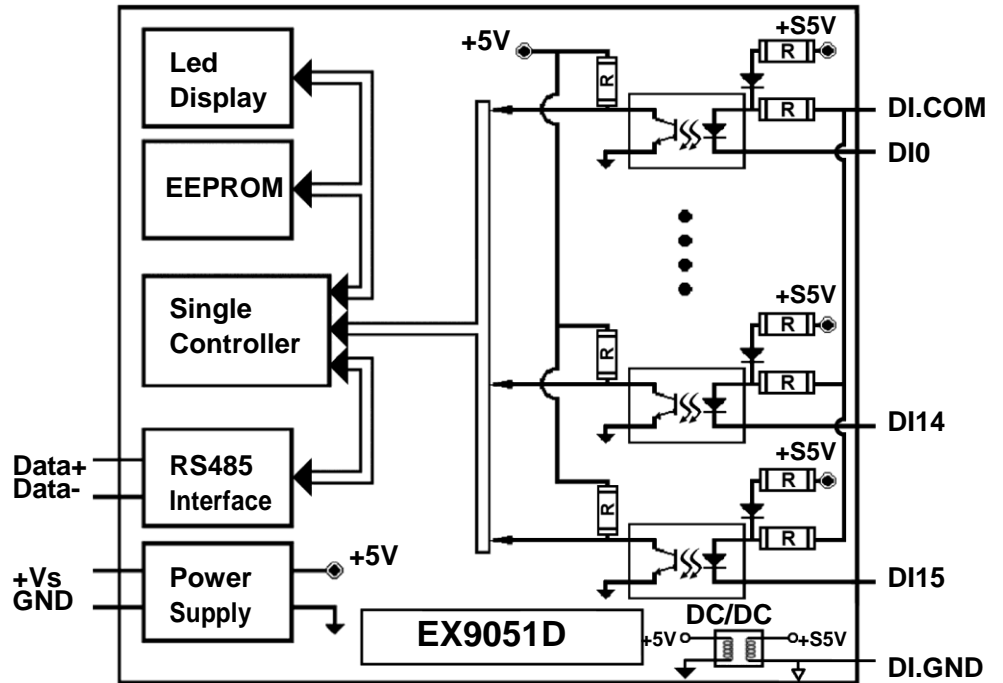 Led
Display
EEPROM
Single
Controller
RS485
Interface
Power
Supply
Data+
Data-
+Vs
GND
+5V
+5V
R
+S5V
R
R
DI.COM
DI0
R
+S5V
R
R
DI14
R
+S5V
R
R
DI15
EX9051D
DC/DC
+5V
+S5V
DI.GND